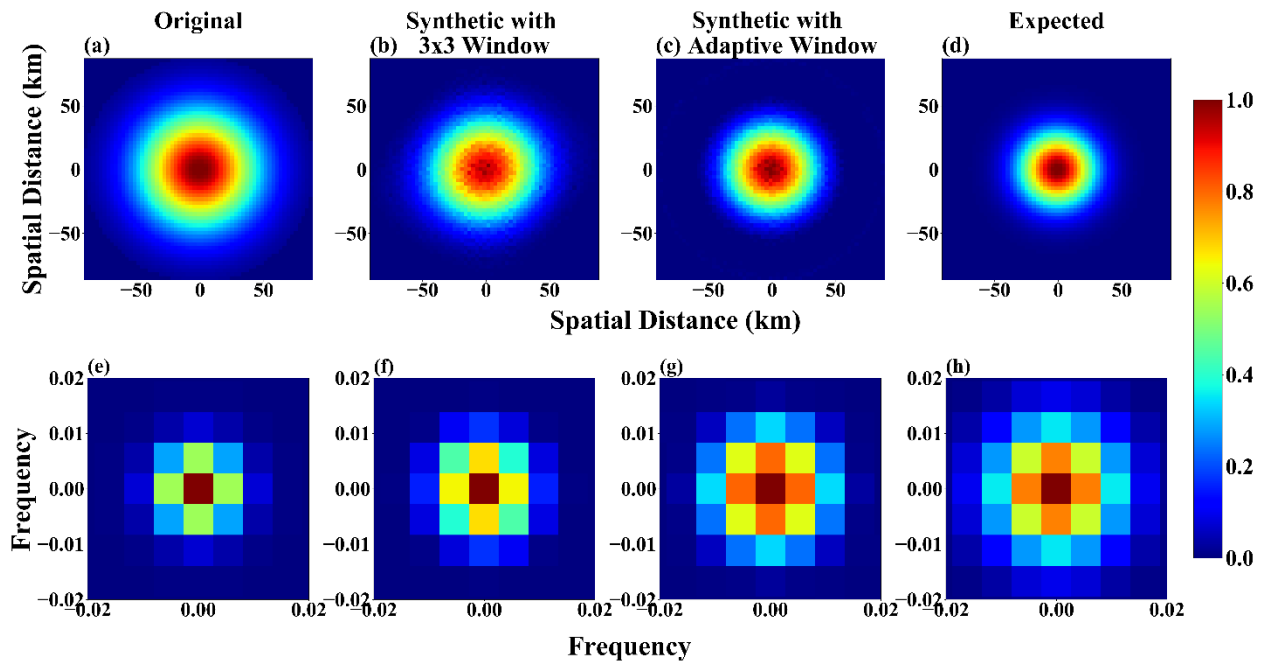 Original
Synthetic with
3x3 Window
Synthetic with
Adaptive Window
Expected
(a)
(b)
(c)
(d)
Spatial Distance (km)
50
0
−50
−50 0 50
50
0
−50
−50 0 50
50
0
−50
−50 0 50
50
0
−50
−50 0 50
Spatial Distance (km)
1.0
0.8
0.6
0.4
0.2
0.0
(e)
(f)
(g)
(h)
Frequency
0.02
0.01
0.00
−0.01
−0.02
−0.02 0.00 0.02
0.02
0.01
0.00
−0.01
−0.02
−0.02 0.00 0.02
0.02
0.01
0.00
−0.01
−0.02
−0.02 0.00 0.02
0.02
0.01
0.00
−0.01
−0.02
−0.02 0.00 0.02
Frequency